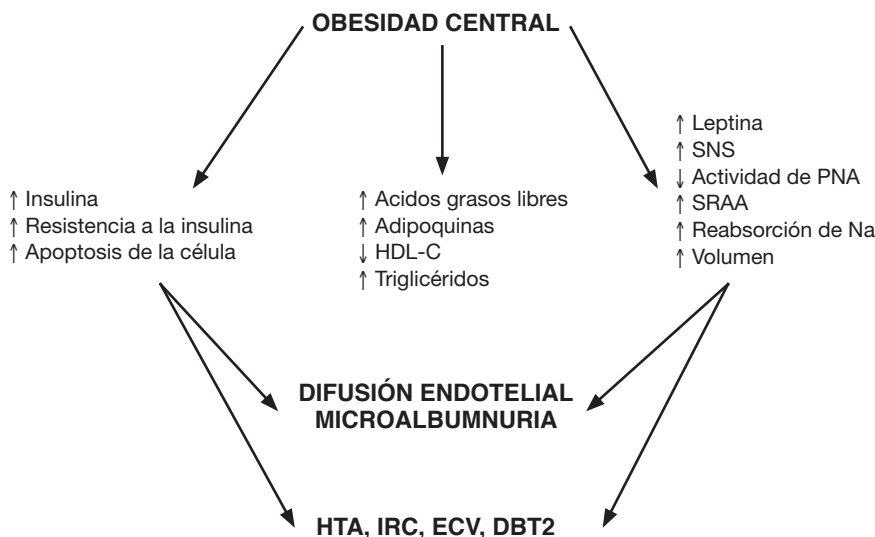 OBESIDAD CENTRAL
↑ Insulina
↑ Resistencia a la insulina
↑ Apoptosis de la célula
↑ Acidos grasos libres
↑ Adipoquinas
↓ HDL-C
↑ Triglicéridos
↑ Leptina
↑ SNS
↓ Actividad de PNA
↑ SRAA
↑ Reabsorción de Na
↑ Volumen
DIFUSIÓN ENDOTELIAL
MICROALBUMNURIA
HTA, IRC, ECV, DBT2